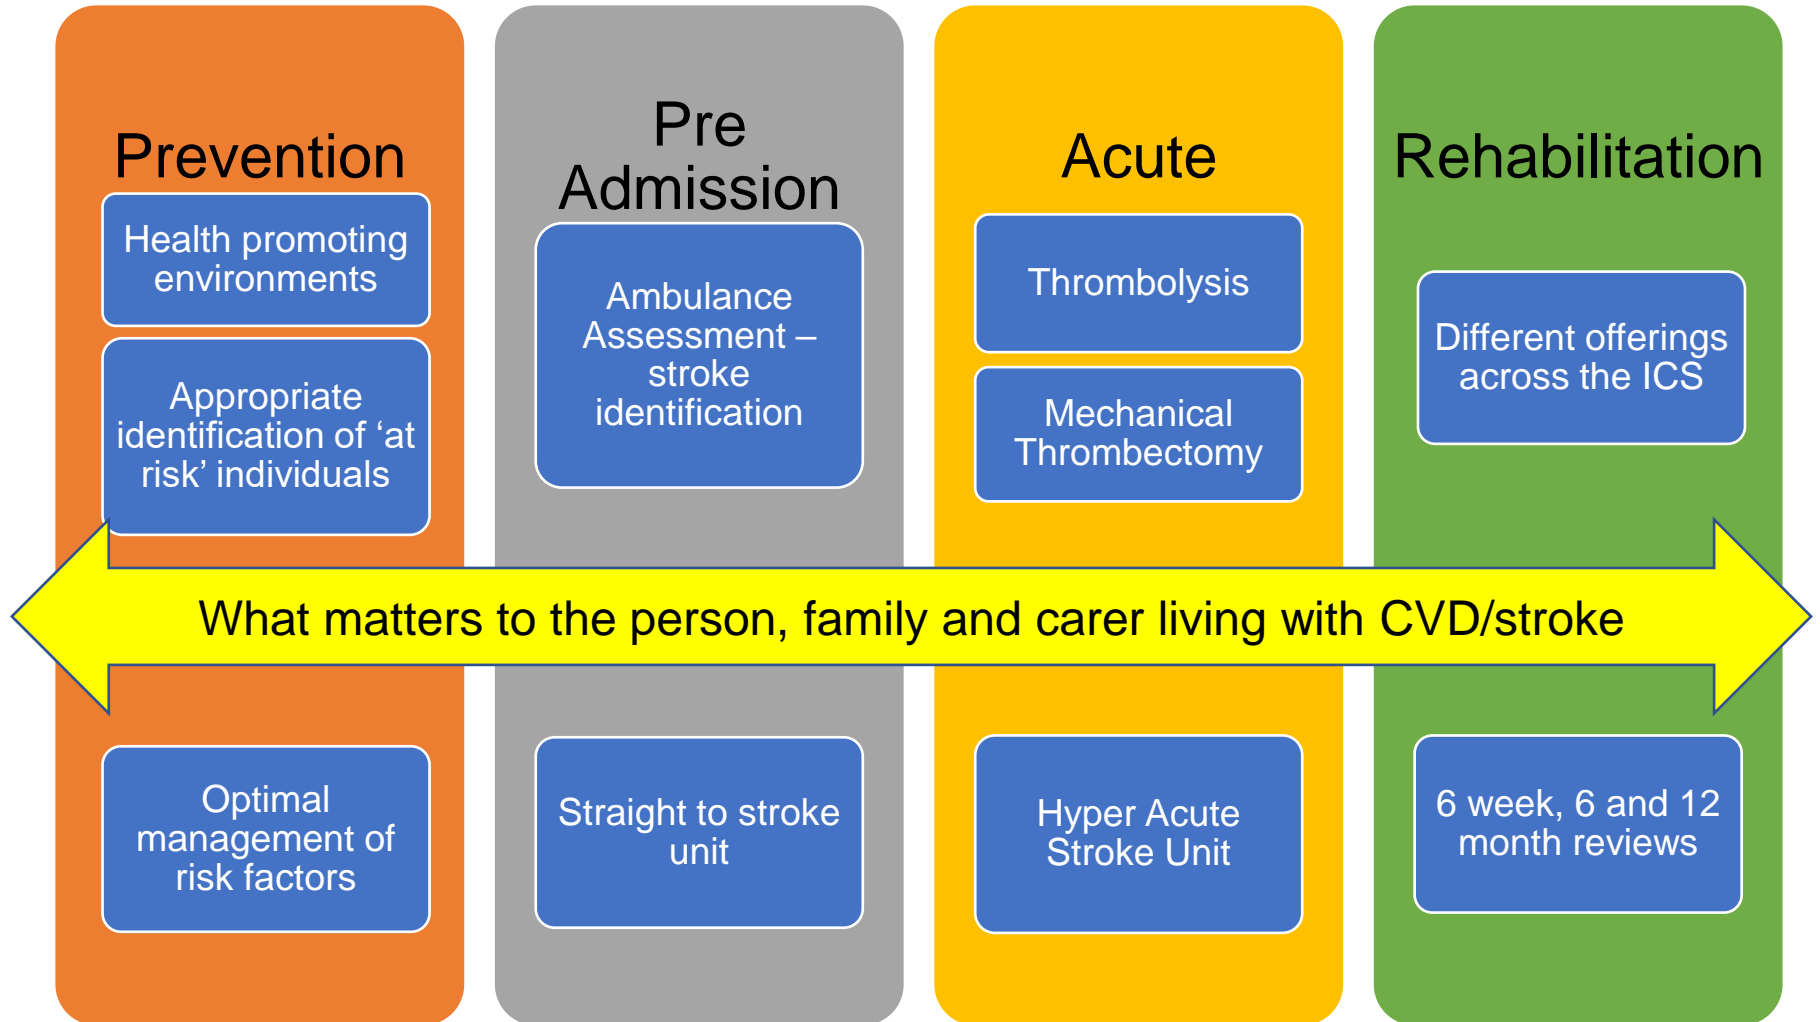 Prevention
Health promoting
environments
Appropriate
identification of ‘at
risk’ individuals
Optimal
management of
risk factors
Pre
Admission
Ambulance
Assessment –
stroke
identification
Straight to stroke
unit
Acute
Thrombolysis
Mechanical
Thrombectomy
Hyper Acute
Stroke Unit
Rehabilitation
Different offerings
across the ICS
6 week, 6 and 12
month reviews
What matters to the person, family and carer living with CVD/stroke